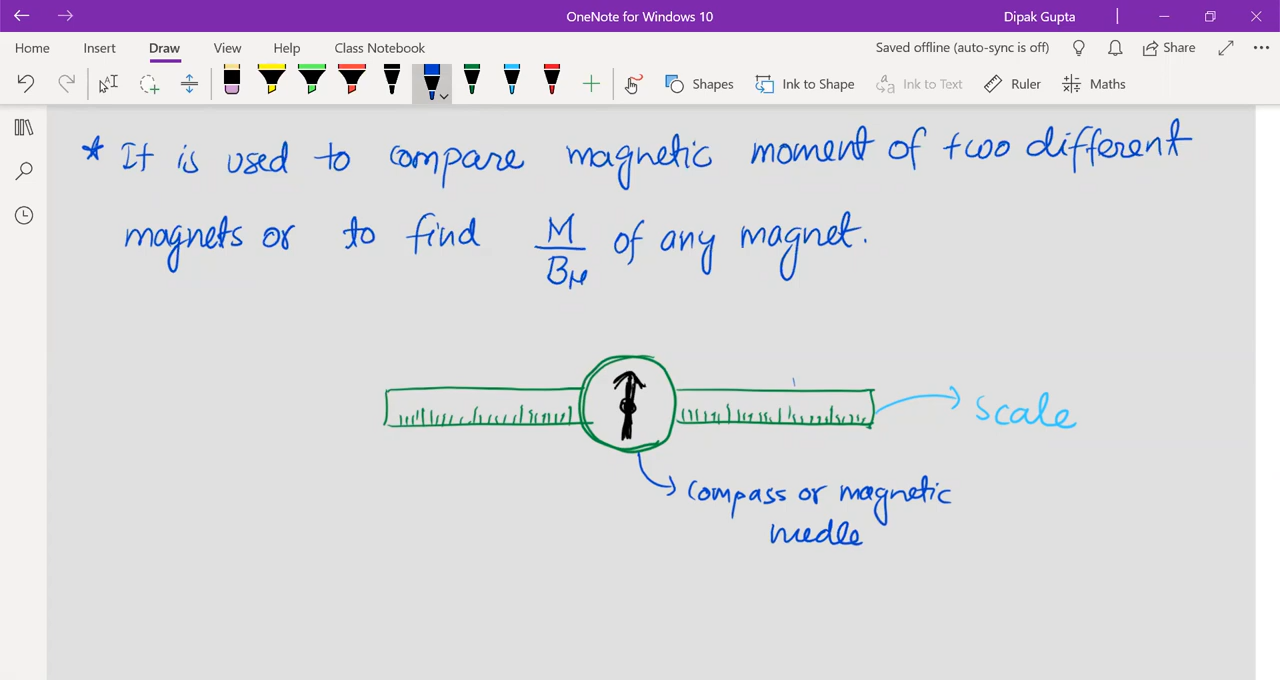 OneNote for Windows 10
Dipak Gupta
Home Insert Draw View Help Class Notebook
Saved offline (auto-sync is off) Share
Shapes Ink to Shape Ink to Text Ruler Maths
* It is used to compare magnetic moment of two different
magnets or to find M/B_H of any magnet.
scale
Compass or magnetic
needle